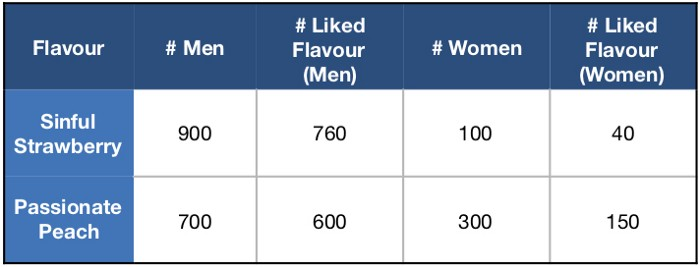 Flavour
# Men
# Liked
Flavour
(Men)
# Women
# Liked
Flavour
(Women)
Sinful
Strawberry
900
760
100
40
Passionate
Peach
700
600
300
150